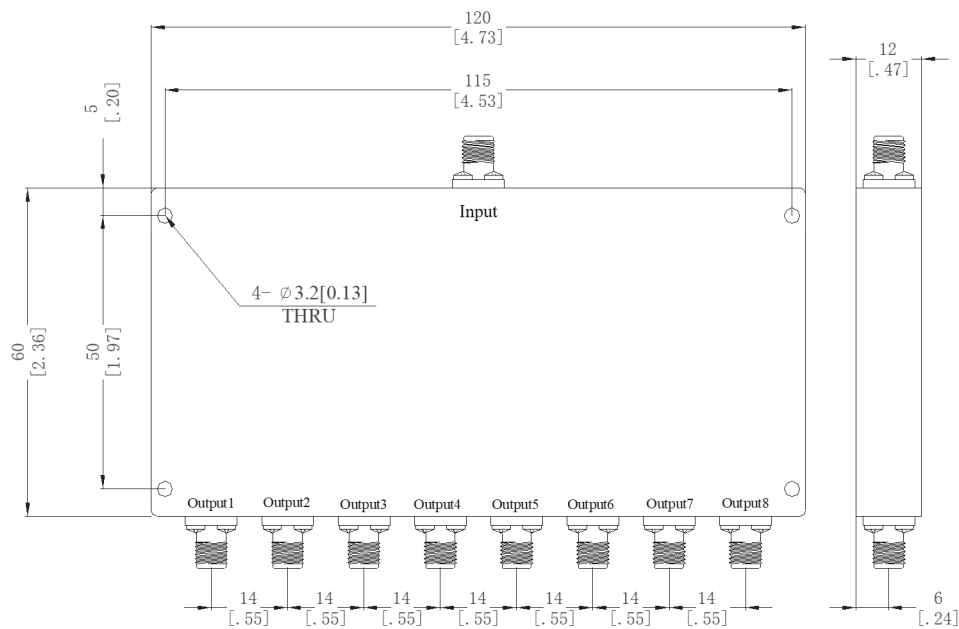 120
[4.73]
12
[.47]
115
[4.53]
5
[.20]
Input
4- ∅3.2[0.13]
THRU
60
[2.36]
50
[1.97]
Output1 Output2 Output3 Output4 Output5 Output6 Output7 Output8
14 14 14 14 14 14 14 6
[.55] [.55] [.55] [.55] [.55] [.55] [.55] [.24]